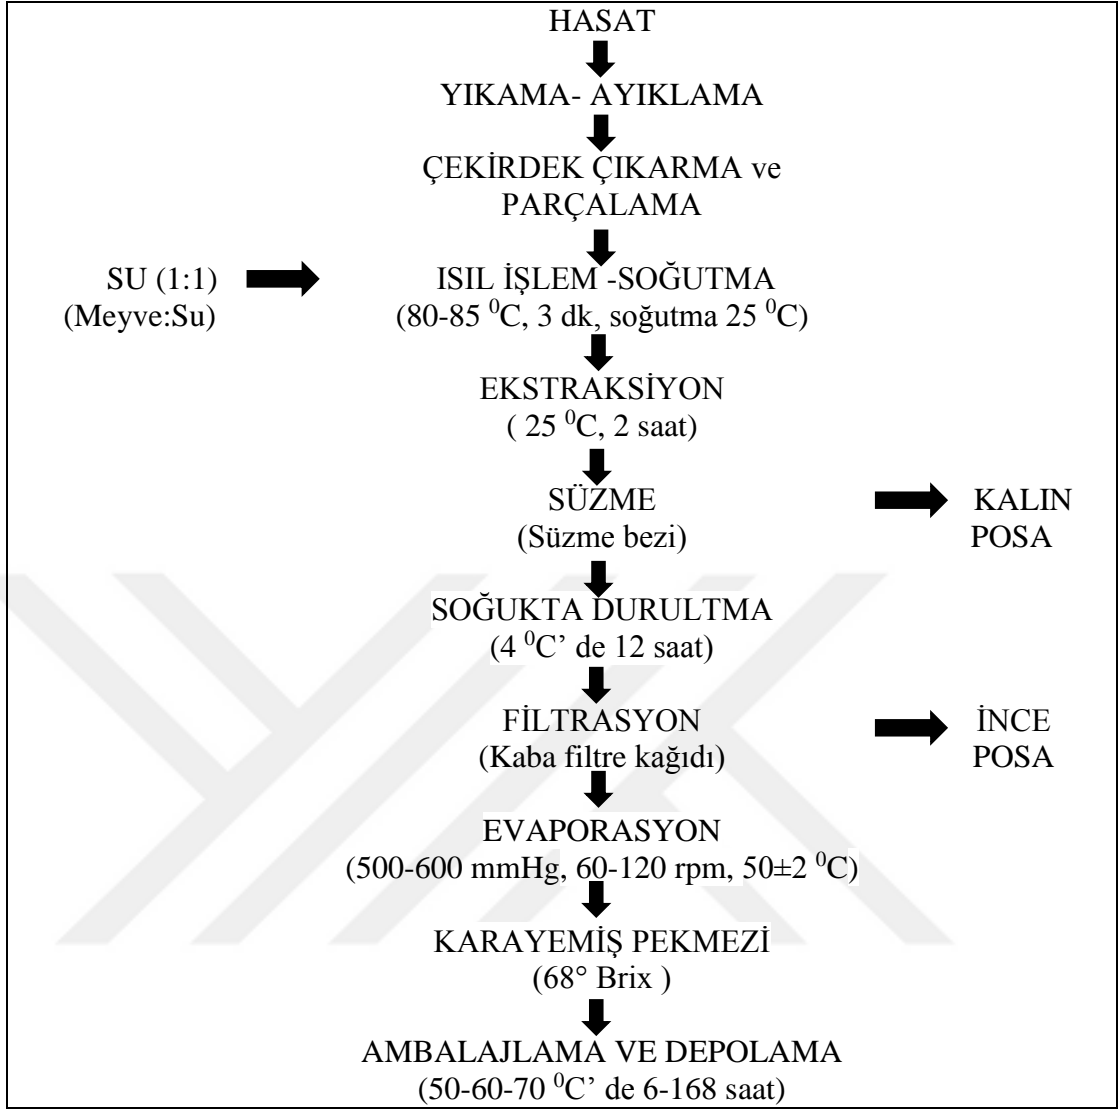 HASAT
YIKAMA- AYIKLAMA
ÇEKİRDEK ÇIKARMA ve
PARÇALAMA
SU (1:1)
(Meyve:Su)
ISIL İŞLEM -SOĞUTMA
(80-85 ⁰C, 3 dk, soğutma 25 ⁰C)
EKSTRAKSİYON
( 25 ⁰C, 2 saat)
SÜZME
(Süzme bezi)
KALIN
POSA
SOĞUKTA DURULTMA
(4 ⁰C’ de 12 saat)
FİLTRASYON
(Kaba filtre kağıdı)
İNCE
POSA
EVAPORASYON
(500-600 mmHg, 60-120 rpm, 50±2 ⁰C)
KARAYEMİŞ PEKMEZİ
(68° Brix )
AMBALAJLAMA VE DEPOLAMA
(50-60-70 ⁰C’ de 6-168 saat)